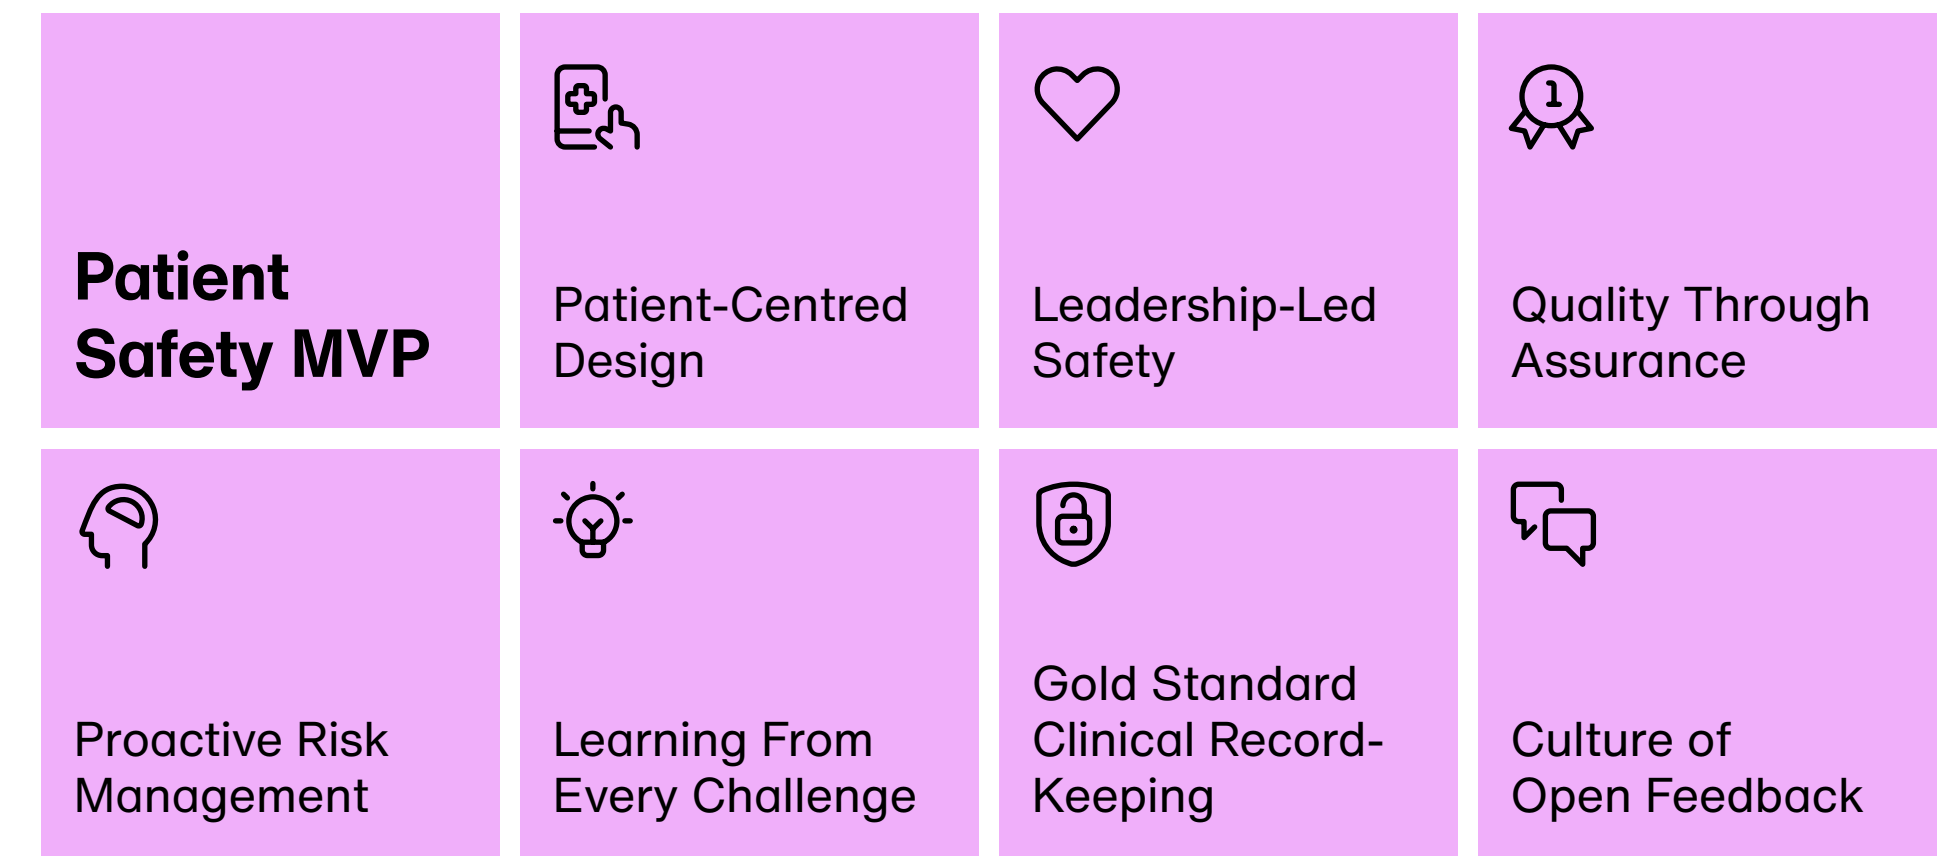 Patient
Safety MVP
Patient-Centred
Design
Leadership-Led
Safety
1
Quality Through
Assurance
Proactive Risk
Management
Learning From
Every Challenge
Gold Standard
Clinical Record-
Keeping
Culture of
Open Feedback